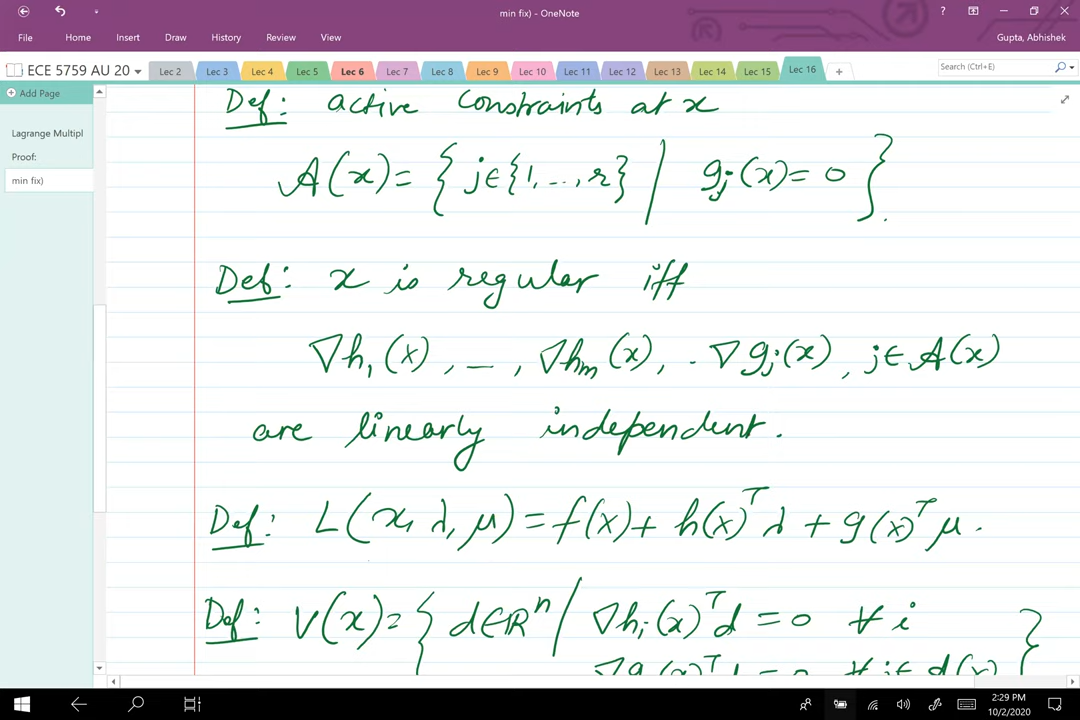 min fix) - OneNote
Gupta, Abhishek
File Home Insert Draw History Review View
ECE 5759 AU 20 Lec 2 Lec 3 Lec 4 Lec 5 Lec 6 Lec 7 Lec 8 Lec 9 Lec 10 Lec 11 Lec 12 Lec 13 Lec 14 Lec 15 Lec 16 Search (Ctrl+E)
Add Page
Lagrange Multipl
Proof:
min fix)
Def: active constraints at x
A(x) = { j∈{1, ..., r} | gj(x) = 0 }.
Def: x is regular iff
∇h₁(x), ..., ∇hm(x), ∇gj(x), j∈A(x)
are linearly independent.
Def: L(x, λ, μ) = f(x) + h(x)ᵀλ + g(x)ᵀμ.
Def: V(x) = { d∈ℝⁿ | ∇hi(x)ᵀd = 0 ∀ i
∇gj(x)ᵀd = 0 ∀ j∈A(x) }
2:29 PM
10/2/2020